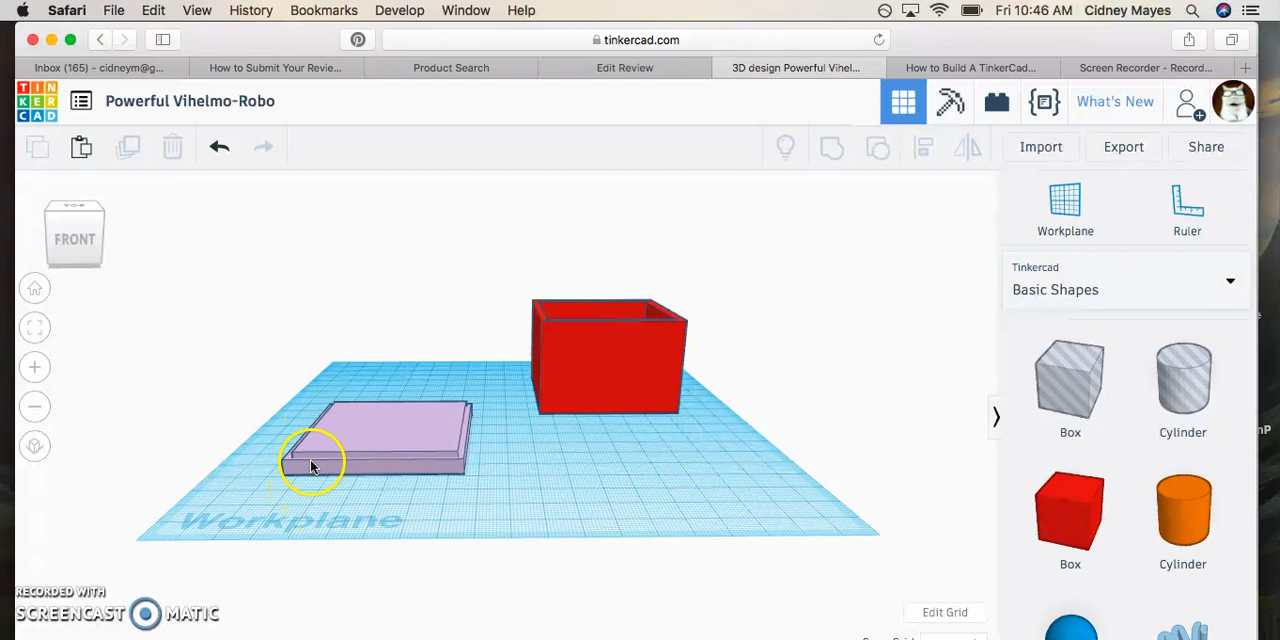 Safari File Edit View History Bookmarks Develop Window Help Fri 10:46 AM Cidney Mayes
tinkercad.com
Inbox (165) - cidneym@g... How to Submit Your Revie... Product Search Edit Review 3D design Powerful Vihel... How to Build A TinkerCad... Screen Recorder - Record...
TIN
KER
CAD
Powerful Vihelmo-Robo
What's New
Import Export Share
TOP
FRONT
Workplane Ruler
Tinkercad
Basic Shapes
Box Cylinder
Box Cylinder
Workplane
Edit Grid
RECORDED WITH
SCREENCAST MATIC